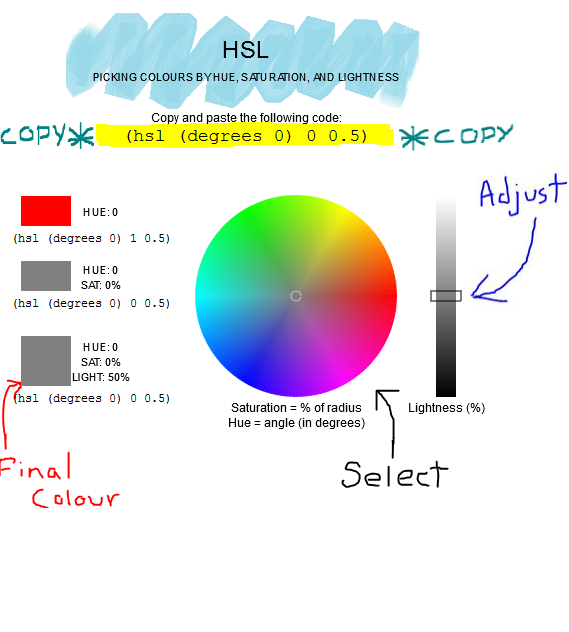 HSL
PICKING COLOURS BY HUE, SATURATION, AND LIGHTNESS
Copy and paste the following code:
COPY* (hsl (degrees 0) 0 0.5) *COPY
Adjust
HUE: 0
(hsl (degrees 0) 1 0.5)
HUE: 0
SAT: 0%
(hsl (degrees 0) 0 0.5)
HUE: 0
SAT: 0%
LIGHT: 50%
(hsl (degrees 0) 0 0.5)
Saturation = % of radius
Hue = angle (in degrees)
Lightness (%)
Final
Colour
Select